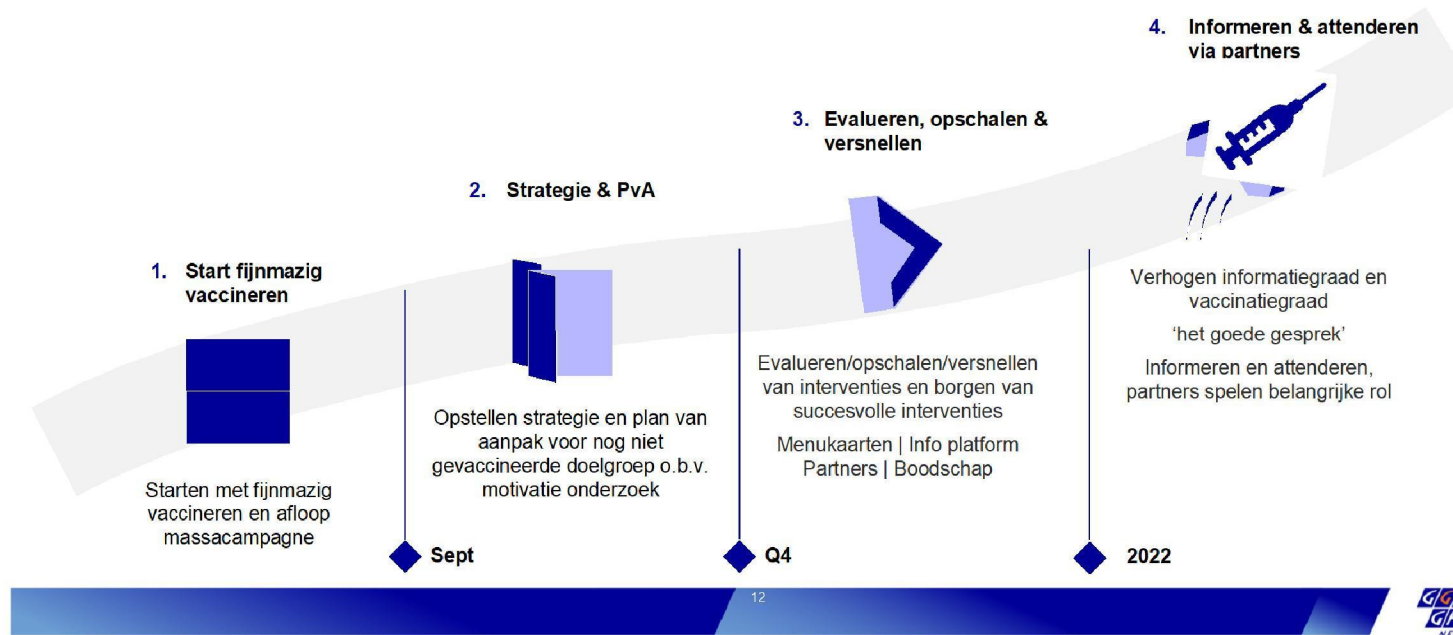 1. Start fijnmazig
vaccineren
Starten met fijnmazig
vaccineren en afloop
massacampagne
Sept
2. Strategie & PvA
Opstellen strategie en plan van
aanpak voor nog niet
gevaccineerde doelgroep o.b.v.
motivatie onderzoek
Q4
3. Evalueren, opschalen &
versnellen
Evalueren/opschalen/versnellen
van interventies en borgen van
succesvolle interventies
Menukaarten | Info platform
Partners | Boodschap
2022
4. Informeren & attenderen
via partners
Verhogen informatiegraad en
vaccinatiegraad
‘het goede gesprek’
Informeren en attenderen,
partners spelen belangrijke rol
12